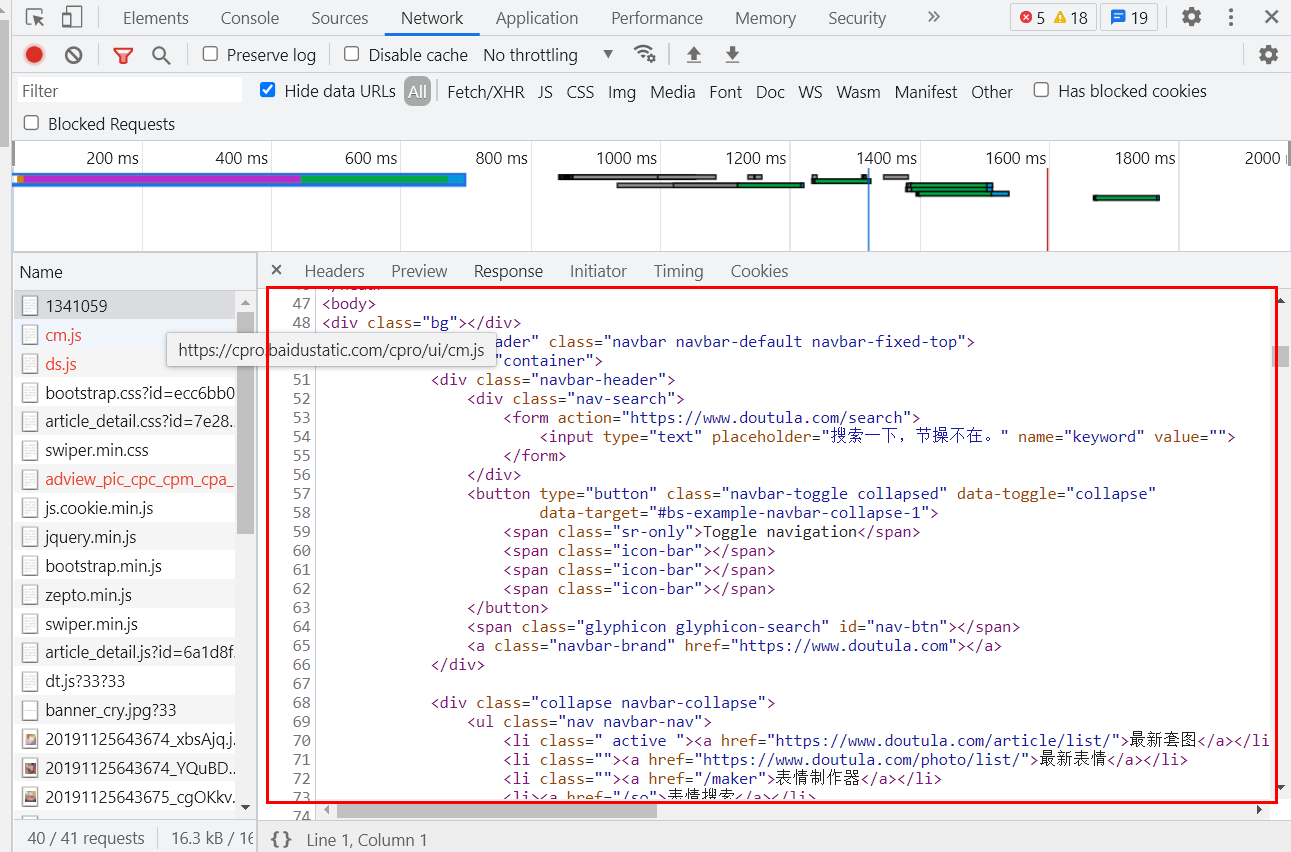 Elements Console Sources Network Application Performance Memory Security » 5 18 19
Preserve log Disable cache No throttling
Filter Hide data URLs All Fetch/XHR JS CSS Img Media Font Doc WS Wasm Manifest Other Has blocked cookies
Blocked Requests
200 ms 400 ms 600 ms 800 ms 1000 ms 1200 ms 1400 ms 1600 ms 1800 ms 2000
Name
1341059
cm.js
ds.js
bootstrap.css?id=ecc6bb0
article_detail.css?id=7e28..
swiper.min.css
adview_pic_cpc_cpm_cpa_
js.cookie.min.js
jquery.min.js
bootstrap.min.js
zepto.min.js
swiper.min.js
article_detail.js?id=6a1d8f.
dt.js?33?33
banner_cry.jpg?33
20191125643674_xbsAjq.j.
20191125643674_YQuBD..
20191125643675_cgOKkv.
40 / 41 requests 16.3 kB / 16
https://cpro.baidustatic.com/cpro/ui/cm.js
× Headers Preview Response Initiator Timing Cookies
47 <body>
48 <div class="bg"></div>
ader" class="navbar navbar-default navbar-fixed-top">
"container">
51 <div class="navbar-header">
52 <div class="nav-search">
53 <form action="https://www.doutula.com/search">
54 <input type="text" placeholder="搜索一下，节操不在。" name="keyword" value="">
55 </form>
56 </div>
57 <button type="button" class="navbar-toggle collapsed" data-toggle="collapse"
58 data-target="#bs-example-navbar-collapse-1">
59 <span class="sr-only">Toggle navigation</span>
60 <span class="icon-bar"></span>
61 <span class="icon-bar"></span>
62 <span class="icon-bar"></span>
63 </button>
64 <span class="glyphicon glyphicon-search" id="nav-btn"></span>
65 <a class="navbar-brand" href="https://www.doutula.com"></a>
66 </div>
67
68 <div class="collapse navbar-collapse">
69 <ul class="nav navbar-nav">
70 <li class=" active "><a href="https://www.doutula.com/article/list/">最新套图</a></li
71 <li class=""><a href="https://www.doutula.com/photo/list/">最新表情</a></li>
72 <li class=""><a href="/maker">表情制作器</a></li>
73 <li><a href="/so">表情搜索</a></li>
74
{} Line 1, Column 1